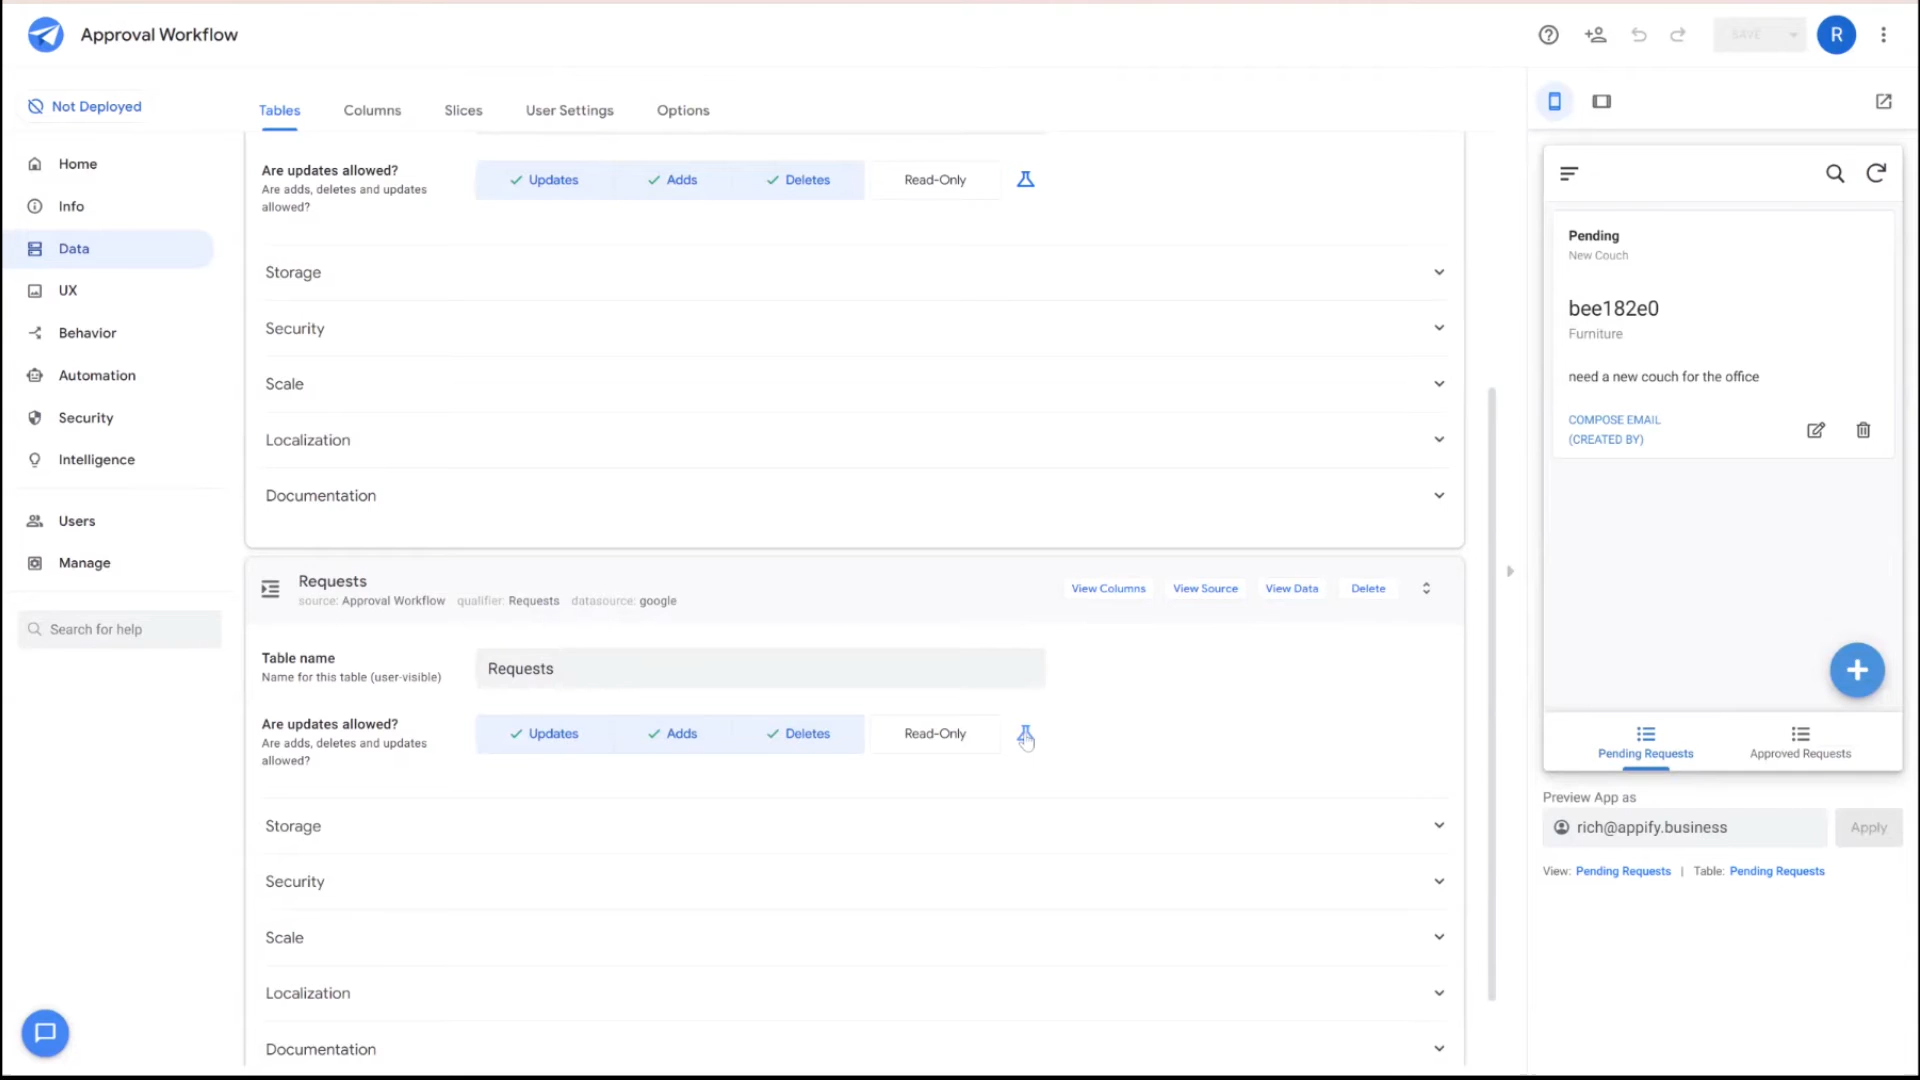 Approval Workflow
SAVE
R
Not Deployed
Tables
Columns
Slices
User Settings
Options
Home
Info
Data
UX
Behavior
Automation
Security
Intelligence
Users
Manage
Search for help
Are updates allowed?
Are adds, deletes and updates
allowed?
Updates
Adds
Deletes
Read-Only
Storage
Security
Scale
Localization
Documentation
Requests
source: Approval Workflow qualifier: Requests datasource: google
View Columns
View Source
View Data
Delete
Table name
Name for this table (user-visible)
Requests
Are updates allowed?
Are adds, deletes and updates
allowed?
Updates
Adds
Deletes
Read-Only
Storage
Security
Scale
Localization
Documentation
Pending
New Couch
bee182e0
Furniture
need a new couch for the office
COMPOSE EMAIL
(CREATED BY)
Pending Requests
Approved Requests
Preview App as
rich@appify.business
Apply
View: Pending Requests | Table: Pending Requests